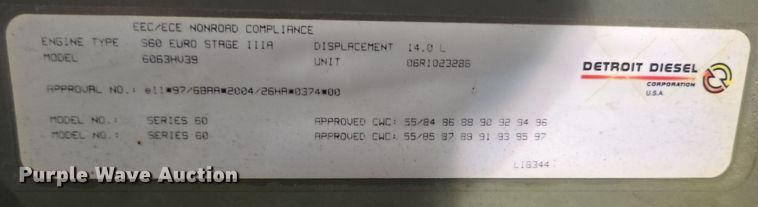 EEC/ECE NONROAD COMPLIANCE
ENGINE TYPE S60 EURO STAGE IIIA DISPLACEMENT 14.0 L
MODEL 6063HV39 UNIT 06R1023286
DETROIT DIESEL
CORPORATION
U.S.A.
APPROVAL NO.: e11*97/68AA*2004/26HA*0374*00
MODEL NO.: SERIES 60 APPROVED CWC: 55/84 86 88 90 92 94 96
MODEL NO.: SERIES 60 APPROVED CWC: 55/85 87 89 91 93 95 97
L18344
Purple Wave Auction